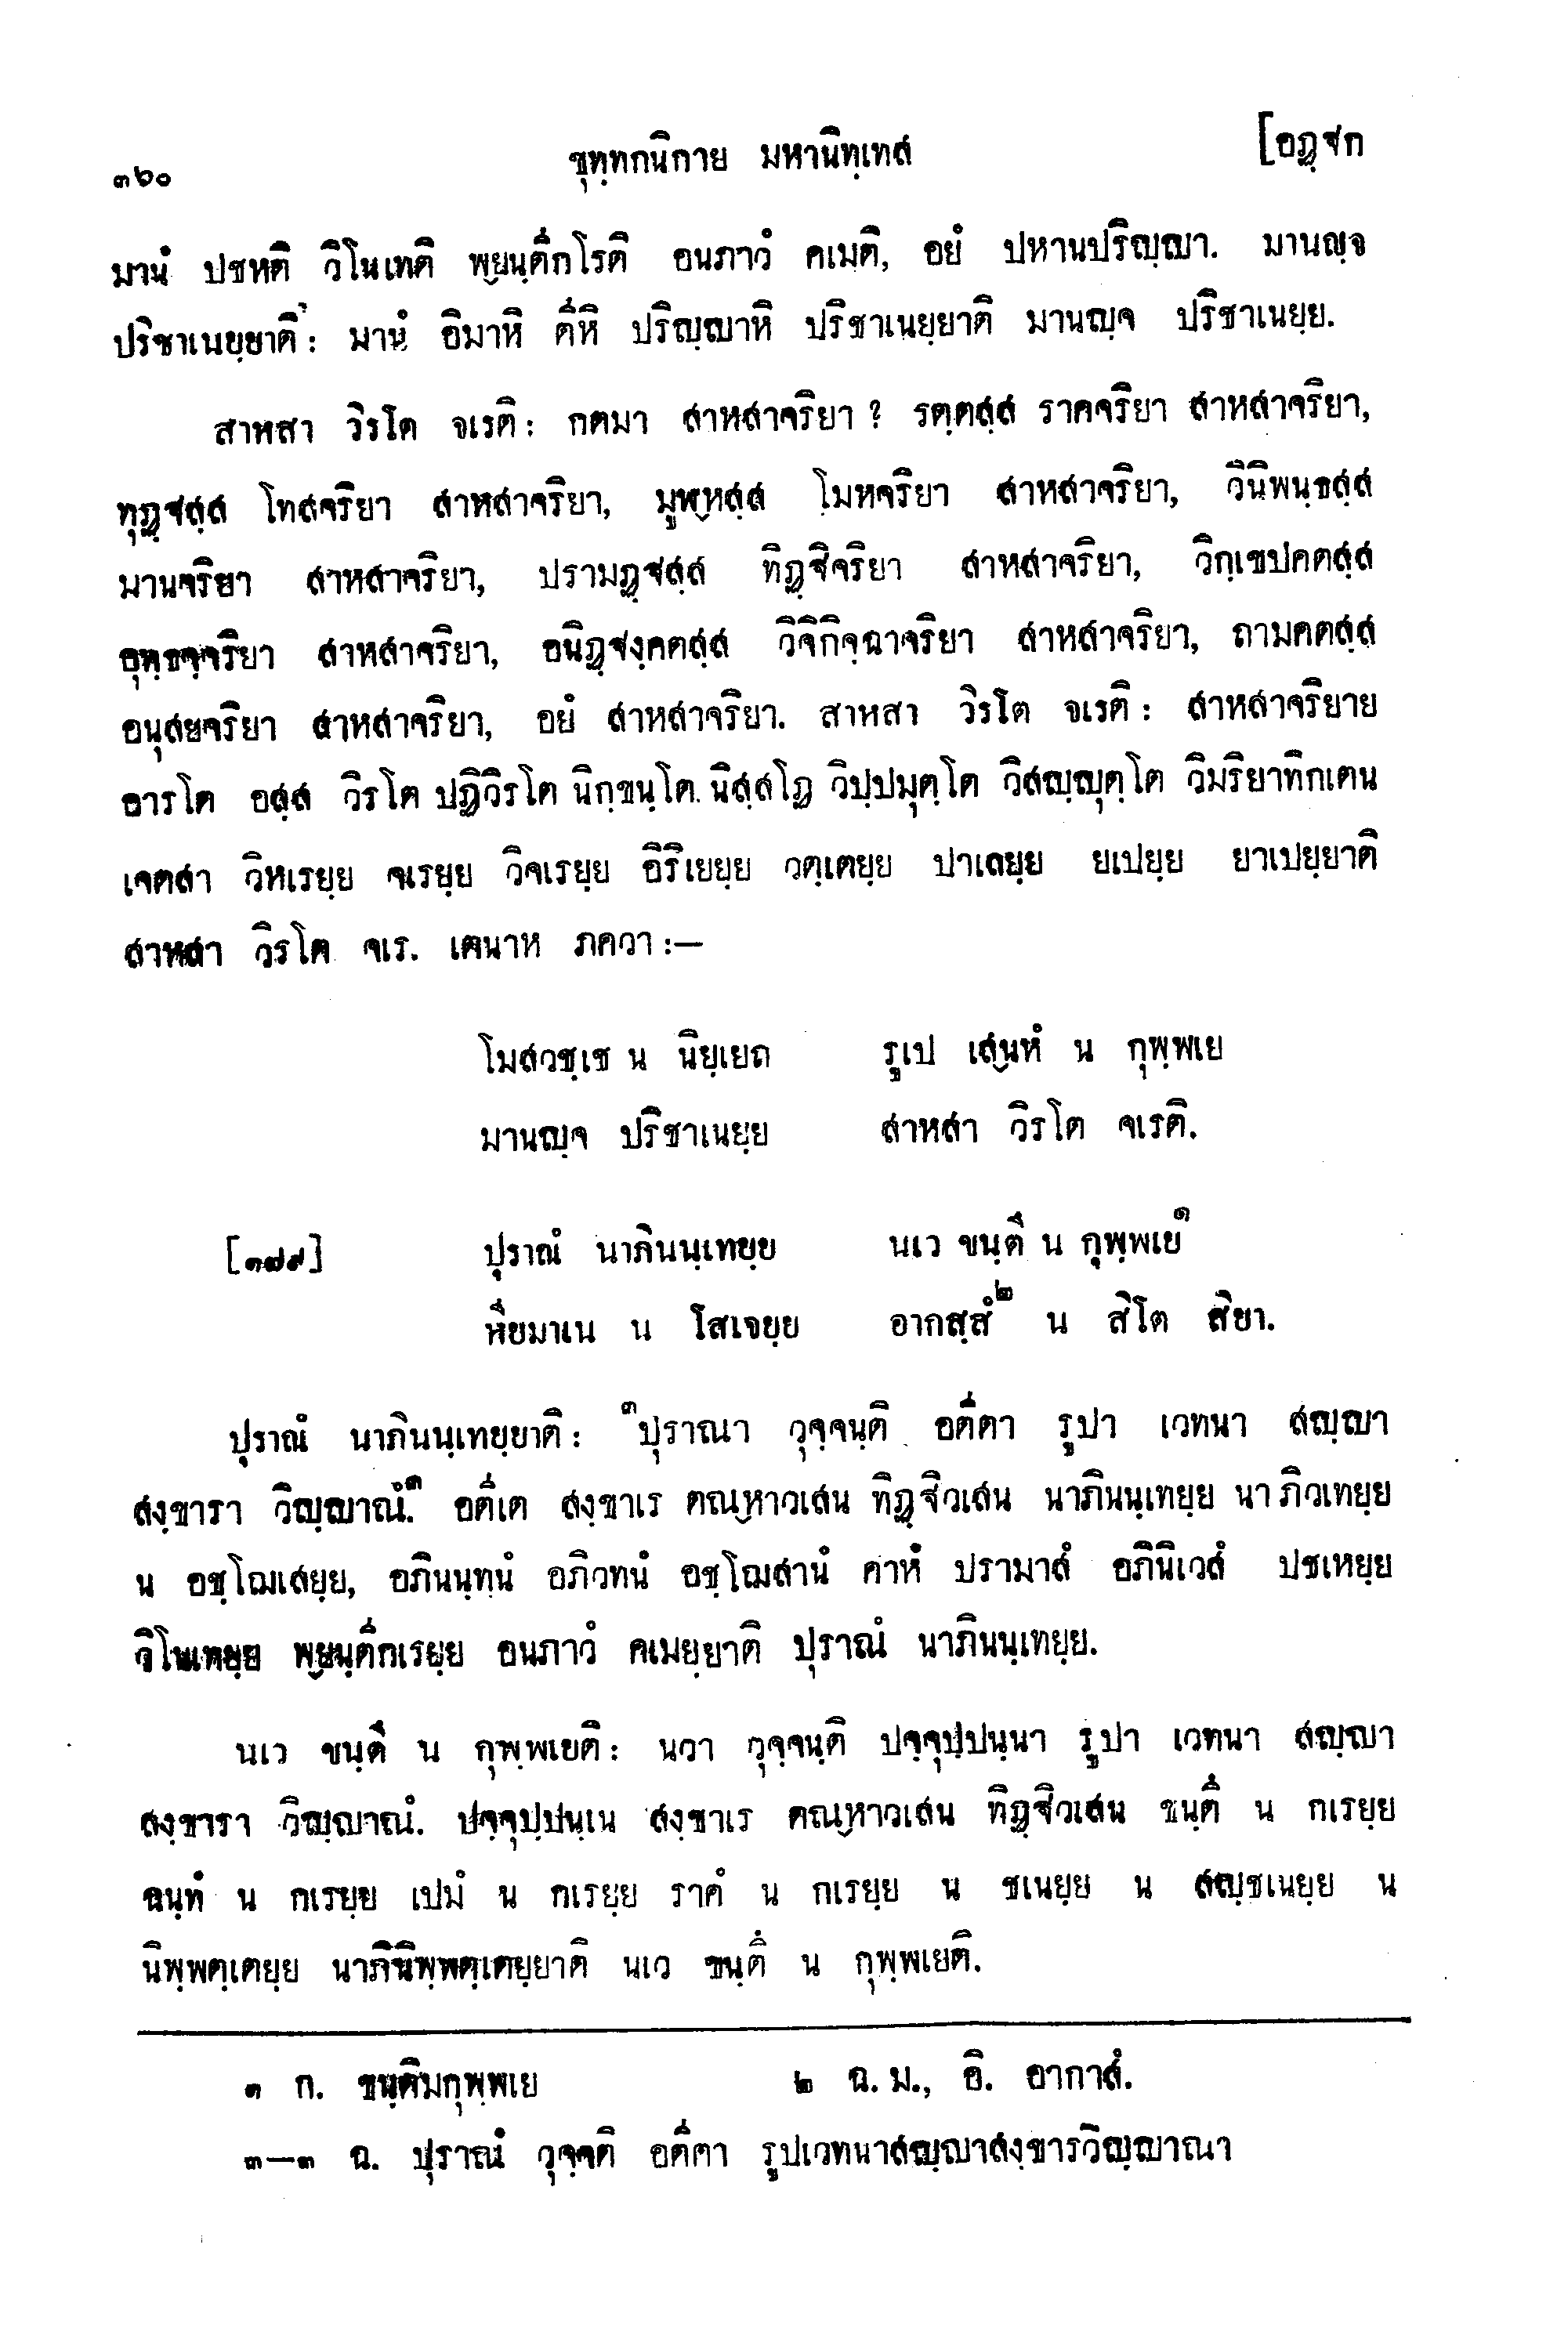 ๓๖๐ ขุทฺทกนิกาย มหานิทฺเทส [อฏฺฐก
มานํ ปชหติ วิโนเทติ พฺยนฺตีกโรติ อนภาวํ คเมติ, อยํ ปหานปริญฺญา. มานญฺจ
ปริชาเนยฺยาติ: มานํ อิมาหิ ตีหิ ปริญฺญาหิ ปริชาเนยฺยาติ มานญฺจ ปริชาเนยฺย.
สาหสา วิรโต จเรติ: กตมา สาหสาจริยา? รตฺตสฺส ราคจริยา สาหสาจริยา,
ทุฏฺฐสฺส โทสจริยา สาหสาจริยา, มูฬฺหสฺส โมหจริยา สาหสาจริยา, วินิพนฺธสฺส
มานจริยา สาหสาจริยา, ปรามฏฺฐสฺส ทิฏฺฐิจริยา สาหสาจริยา, วิกฺเขปคตสฺส
อุทฺธจฺจริยา สาหสาจริยา, อนิฏฺฐงฺคตสฺส วิจิกิจฺฉาจริยา สาหสาจริยา, ถามคตสฺส
อนุสยจริยา สาหสาจริยา, อยํ สาหสาจริยา. สาหสา วิรโต จเรติ: สาหสาจริยาย
อารโต อสฺส วิรโต ปฏิวิรโต นิกฺขนฺโต นิสฺสโฏ วิปฺปมุตฺโต วิสญฺญุตฺโต วิมริยาทิกเตน
เจตสา วิหเรยฺย จเรยฺย วิจเรยฺย อิริเยยฺย วตฺเตยฺย ปาเลยฺย ยเปยฺย ยาเปยฺยาติ
สาหสา วิรโต จเร. เตนาห ภควา:—
โมสวชฺเช น นิยฺเยถ รูเป เสฺนหํ น กุพฺพเย
มานญฺจ ปริชาเนยฺย สาหสา วิรโต จเรติ.
[๑๗๙] ปุราณํ นาภินนฺเทยฺย นเว ขนฺตึ น กุพฺพเย๑
หิยฺยมาเน น โสเจยฺย อากสฺสํ๒ น สิโต สิยา.
ปุราณํ นาภินนฺเทยฺยาติ: ๓ปุราณา วุจฺจนฺติ อตีตา รูปา เวทนา สญฺญา
สงฺขารา วิญฺญาณํ.๓ อตีเต สงฺขาเร ตณฺหาวเสน ทิฏฺฐิวเสน นาภินนฺเทยฺย นาภิวเทยฺย
น อชฺโฌเสยฺย, อภินนฺทนํ อภิวทนํ อชฺโฌสานํ คาหํ ปรามาสํ อภินิเวสํ ปชเหยฺย
วิโนเทยฺย พฺยนฺตีกเรยฺย อนภาวํ คเมยฺยาติ ปุราณํ นาภินนฺเทยฺย.
นเว ขนฺตึ น กุพฺพเยติ: นวา วุจฺจนฺติ ปจฺจุปฺปนฺนา รูปา เวทนา สญฺญา
สงฺขารา วิญฺญาณํ. ปจฺจุปฺปนฺเน สงฺขาเร ตณฺหาวเสน ทิฏฺฐิวเสน ขนฺตึ น กเรยฺย
ฉนฺทํ น กเรยฺย เปมํ น กเรยฺย ราคํ น กเรยฺย น ชเนยฺย น สญฺชเนยฺย น
นิพฺพตฺเตยฺย นาภินิพฺพตฺเตยฺยาติ นเว ขนฺตึ น กุพฺพเยติ.
๑ ก. ขนฺติมกุพฺพเย ๒ ฉ. ม., อิ. อากาสํ.
๓—๓ ฉ. ปุราณํ วุจฺจติ อตีตา รูปเวทนาสญฺญาสงฺขารวิญฺญาณา